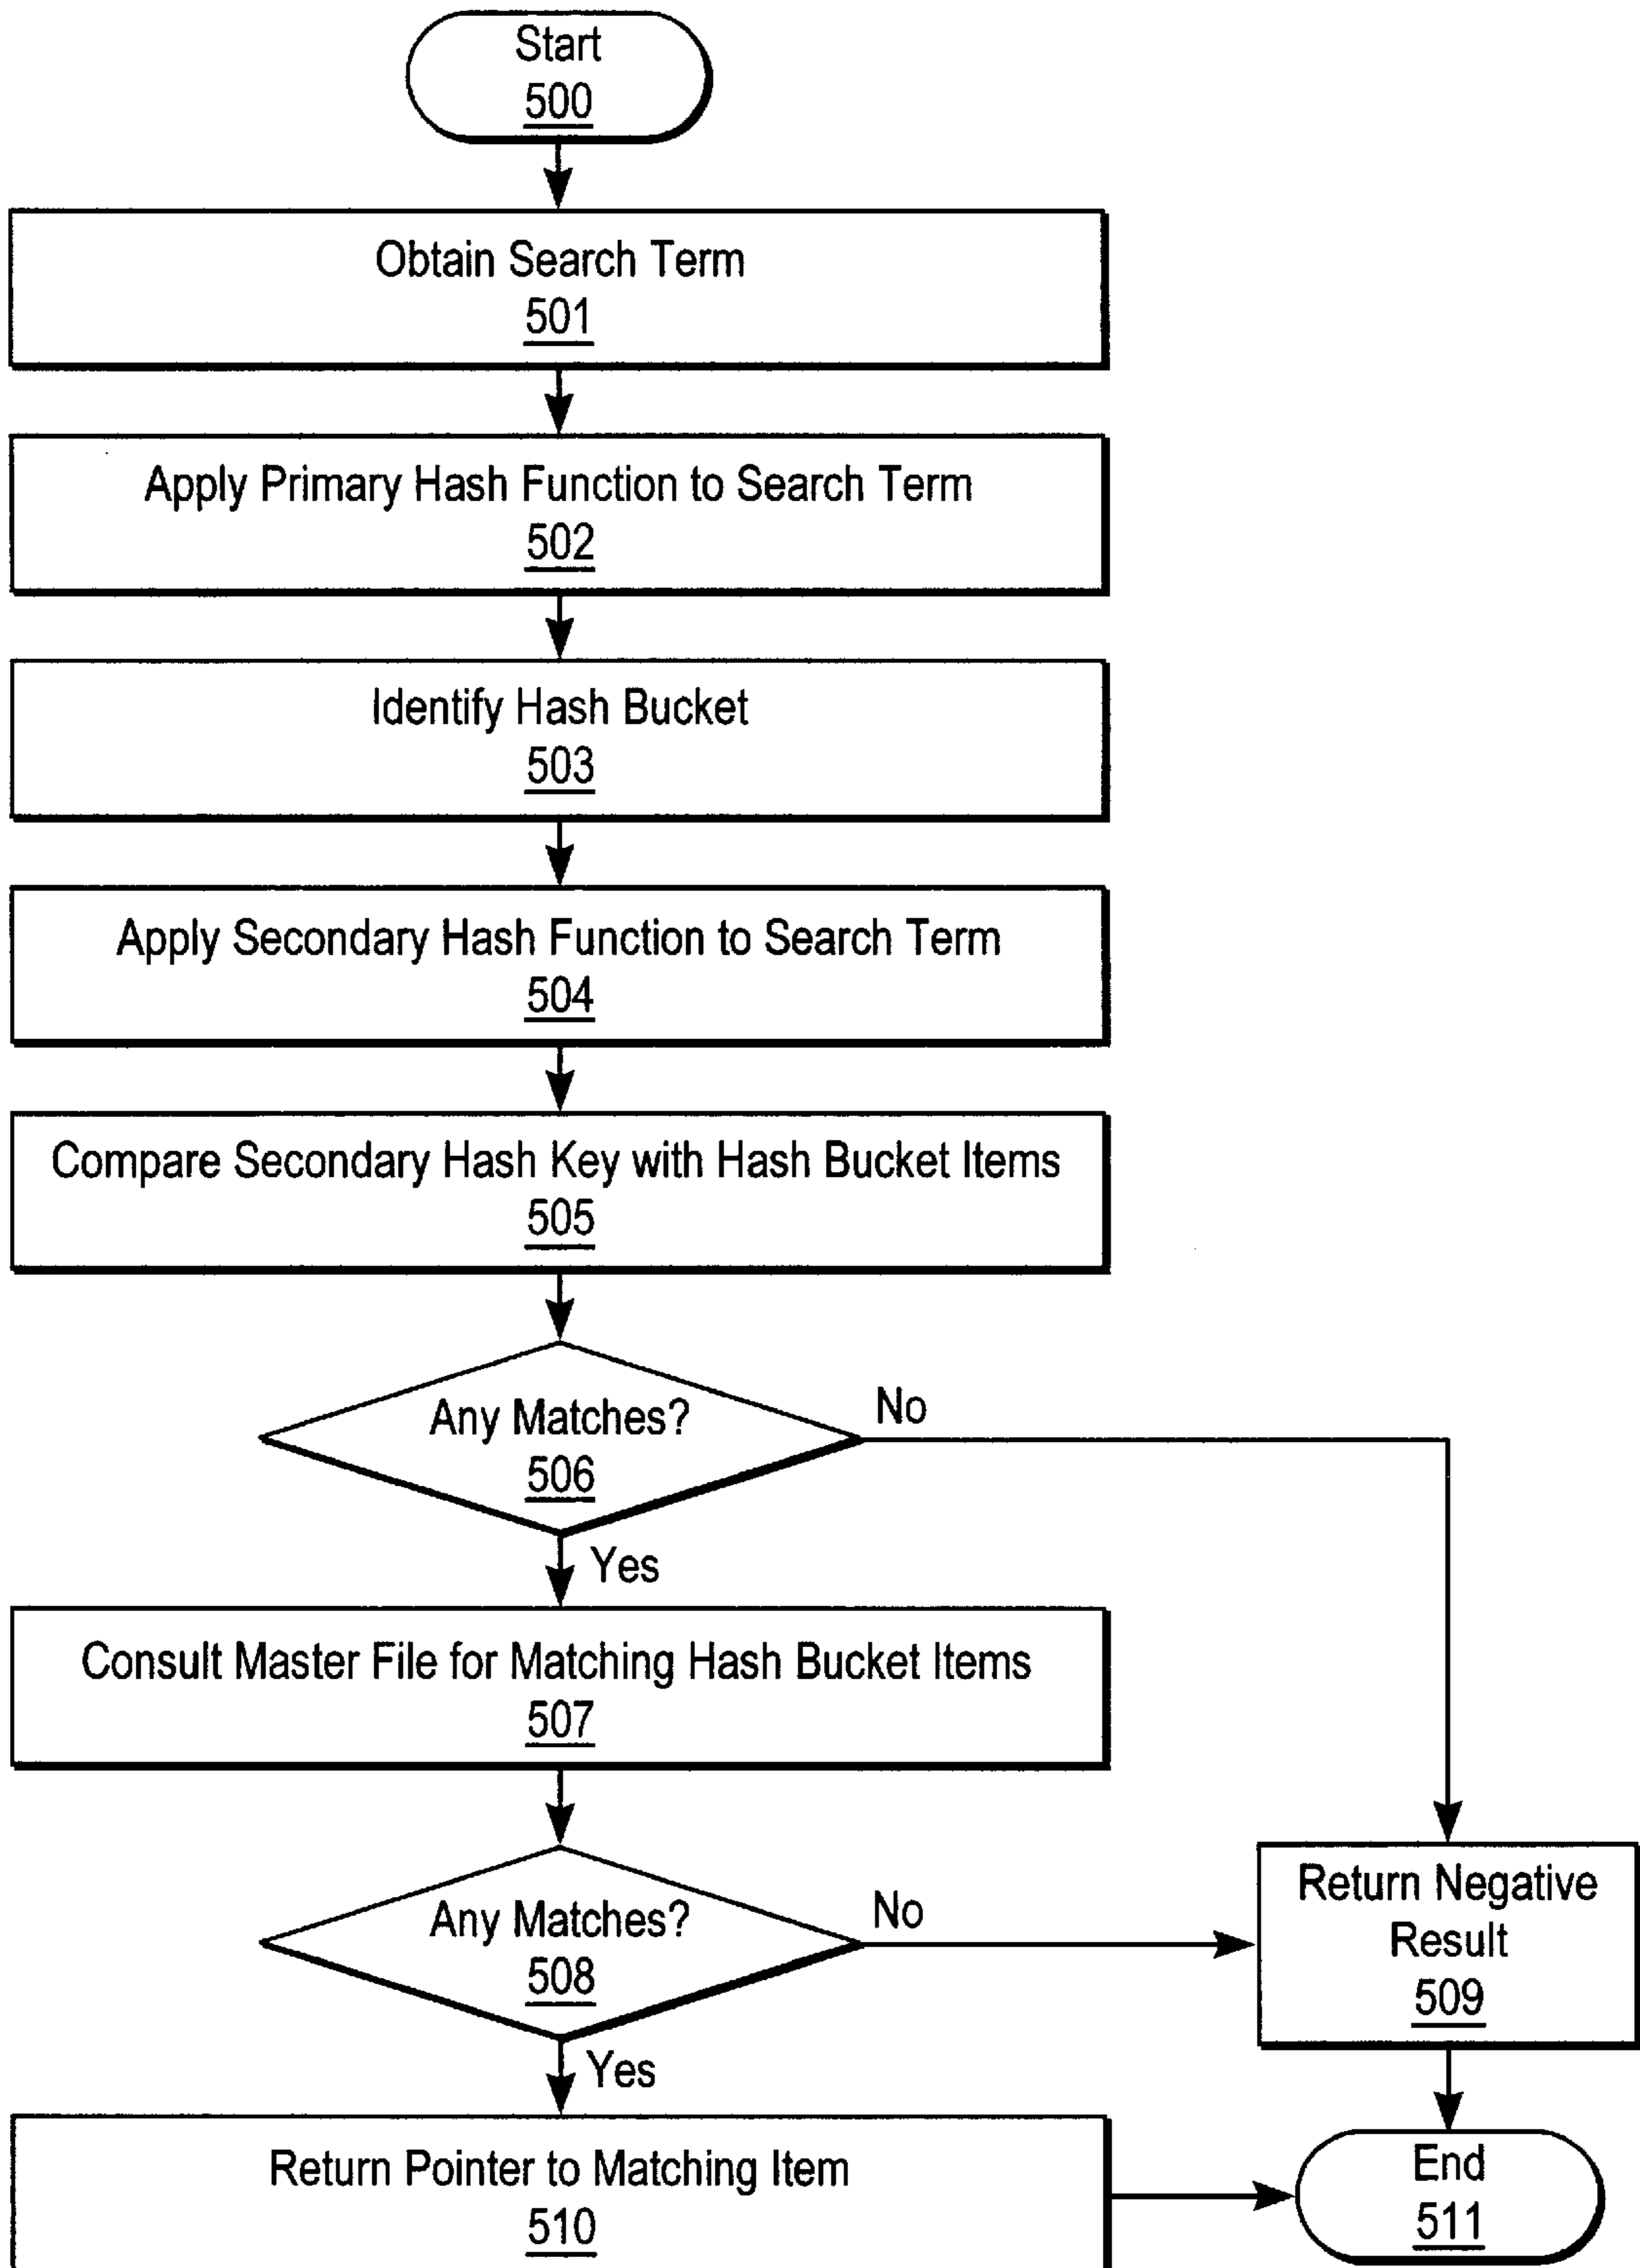 Start
500
Obtain Search Term
501
Apply Primary Hash Function to Search Term
502
Identify Hash Bucket
503
Apply Secondary Hash Function to Search Term
504
Compare Secondary Hash Key with Hash Bucket Items
505
Any Matches?
506
No
Yes
Consult Master File for Matching Hash Bucket Items
507
Any Matches?
508
No
Yes
Return Negative
Result
509
Return Pointer to Matching Item
510
End
511